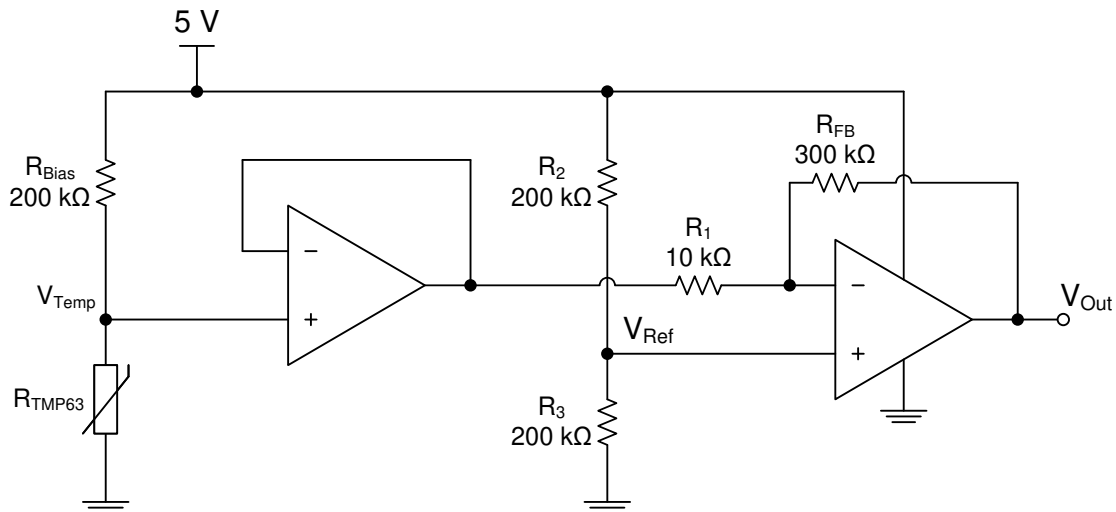 5 V
R_Bias
200 kΩ
V_Temp
R_TMP63
−
+
R_2
200 kΩ
R_1
10 kΩ
V_Ref
R_3
200 kΩ
R_FB
300 kΩ
−
+
V_Out